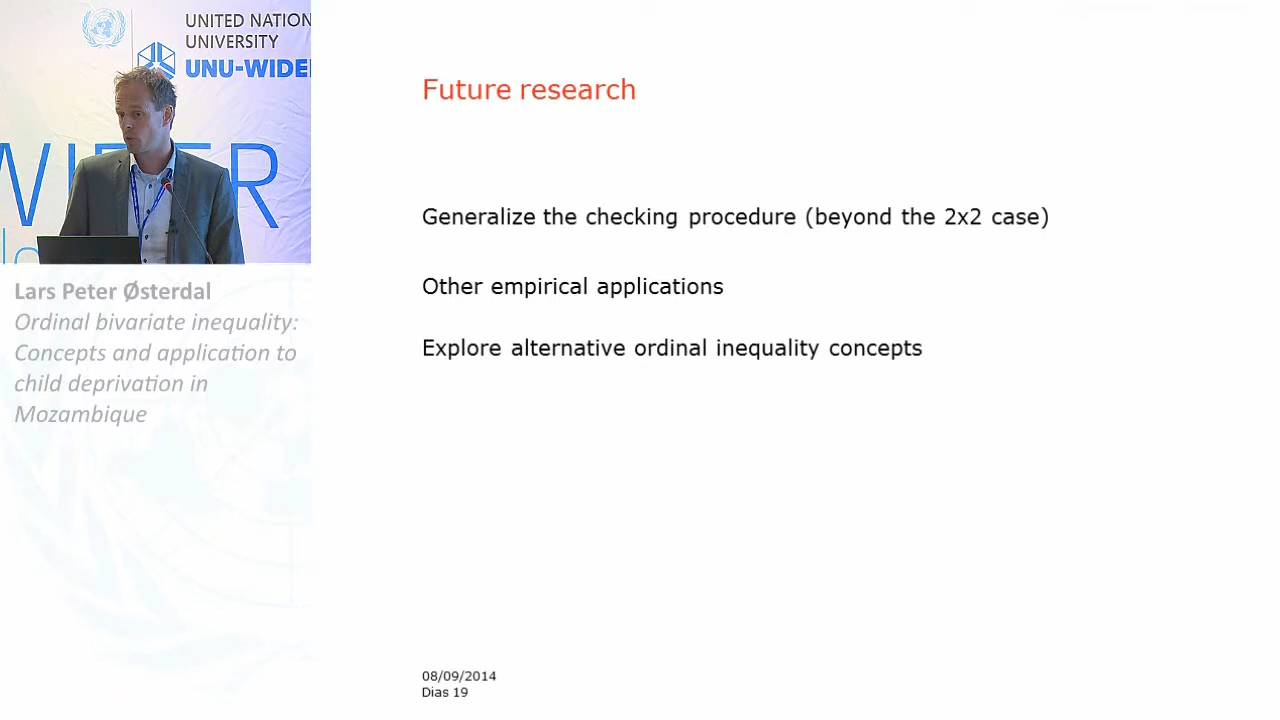 UNITED NATION
UNIVERSITY
UNU-WIDE
WIDER
Lars Peter Østerdal
Ordinal bivariate inequality:
Concepts and application to
child deprivation in
Mozambique
Future research
Generalize the checking procedure (beyond the 2x2 case)
Other empirical applications
Explore alternative ordinal inequality concepts
08/09/2014
Dias 19